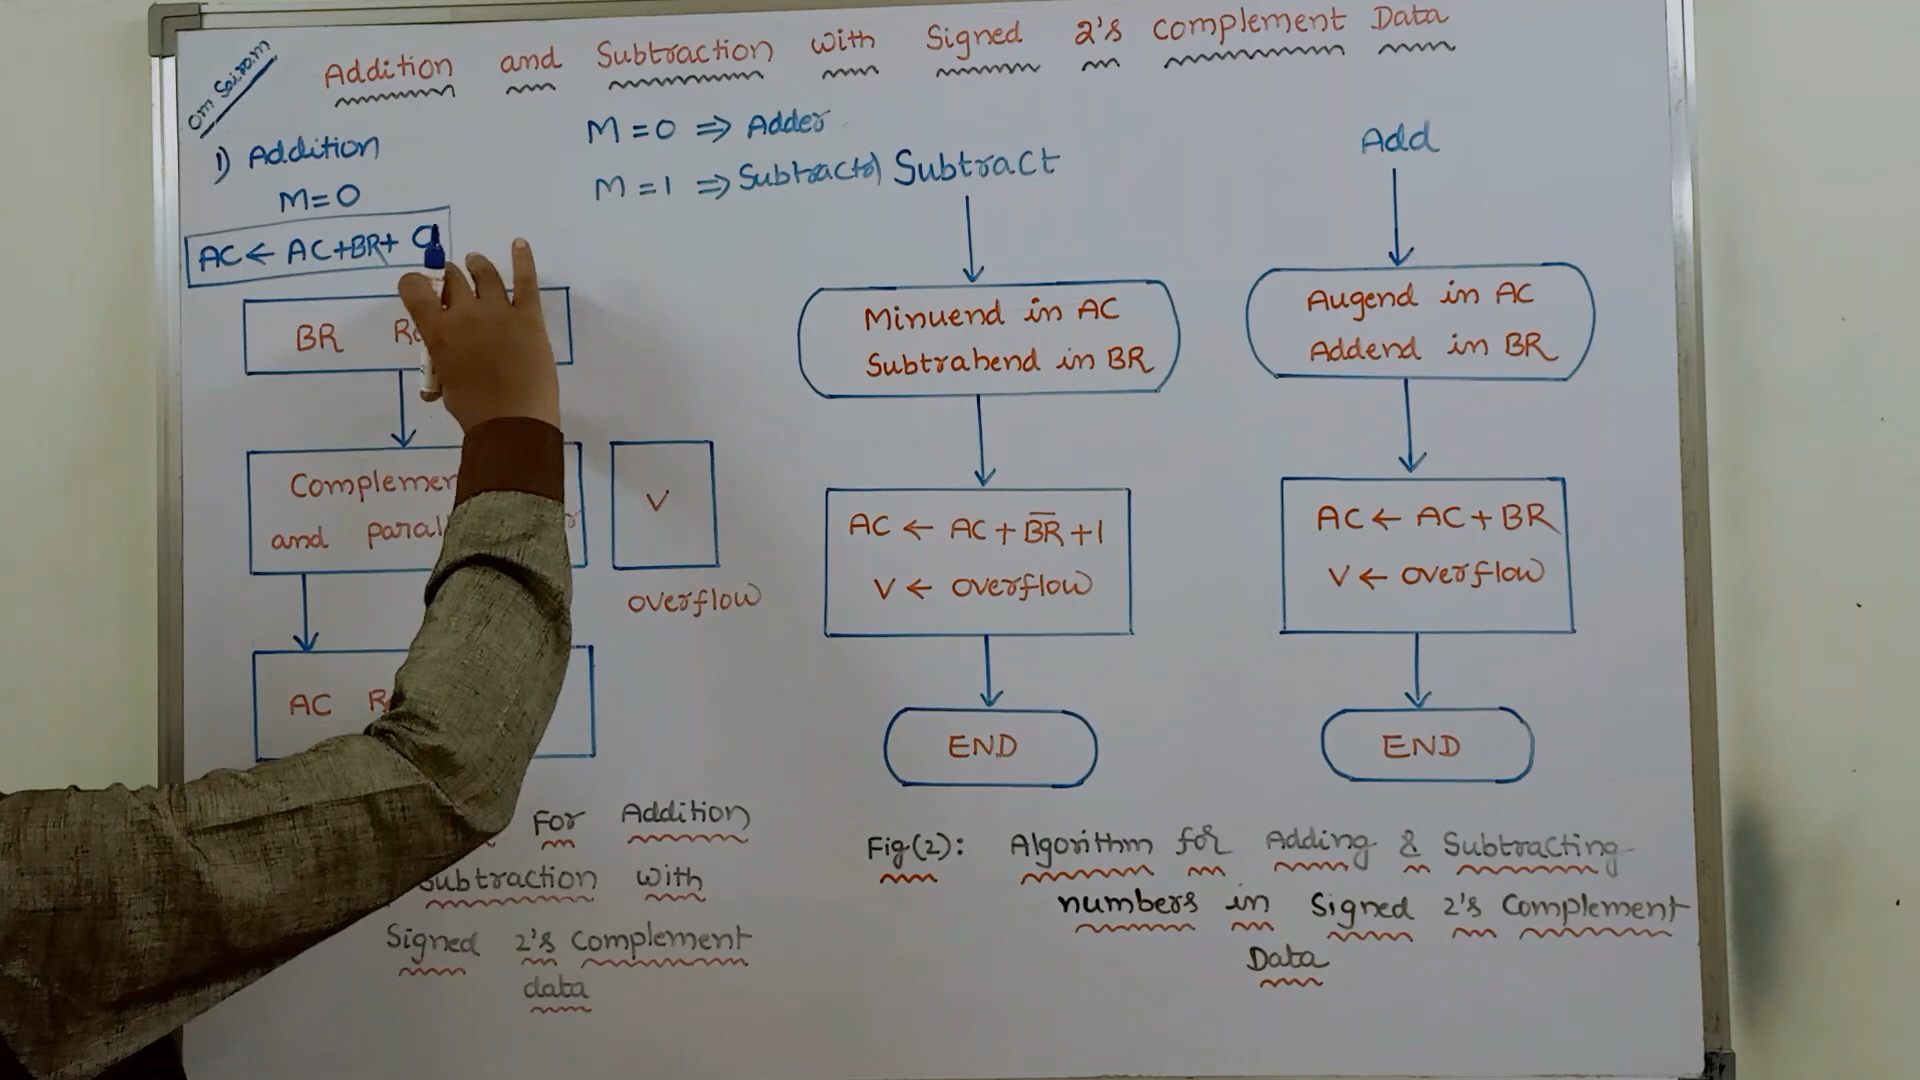 Addition and Subtraction with Signed 2's Complement Data
Om Sairam
1) Addition
M=0
AC ← AC+BR+
M=0 ⇒ Adder
M=1 ⇒ Subtractor
BR
and
V
overflow
AC
For Addition
Subtraction with
Signed 2's Complement
data
Subtract
Minuend in AC
Subtrahend in BR
AC ← AC + B̅R̅ +1
V ← overflow
END
Add
Augend in AC
Addend in BR
AC ← AC + BR
V ← overflow
END
Fig(2): Algorithm for Adding & Subtracting
numbers in Signed 2's Complement
Data